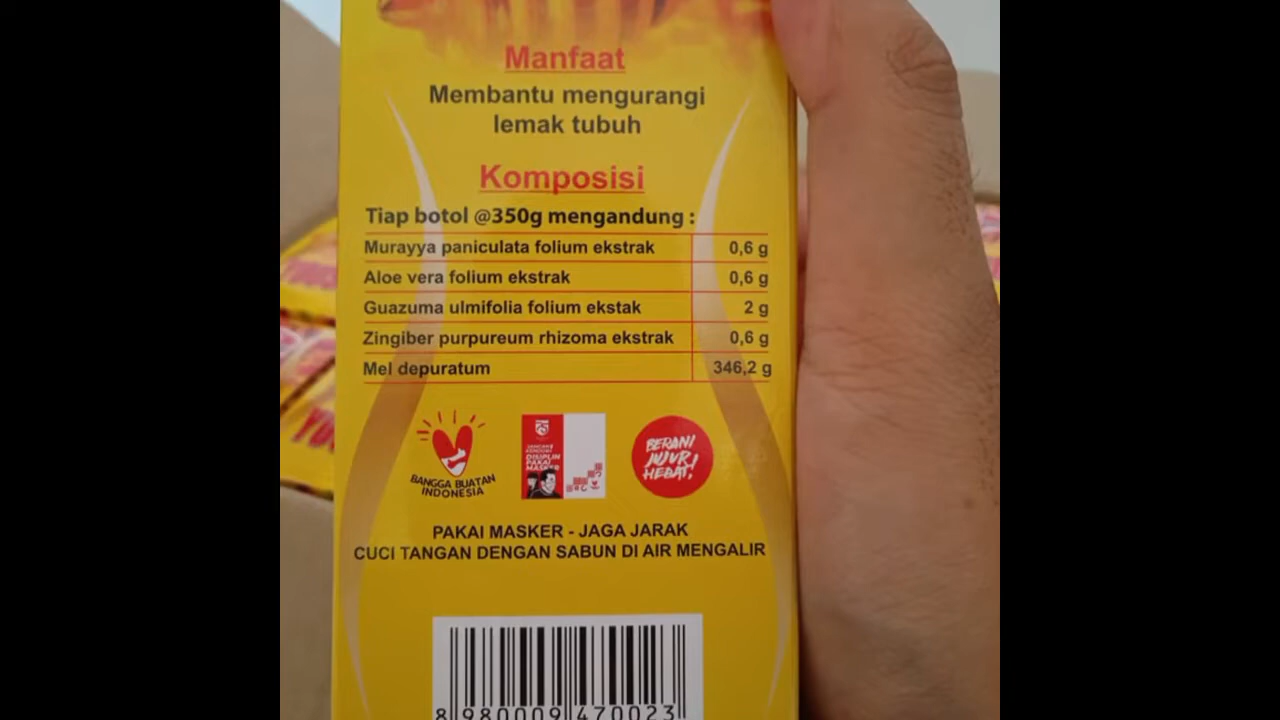 Manfaat
Membantu mengurangi
lemak tubuh
Komposisi
Tiap botol @350g mengandung :
Murayya paniculata folium ekstrak 0,6 g
Aloe vera folium ekstrak 0,6 g
Guazuma ulmifolia folium ekstak 2 g
Zingiber purpureum rhizoma ekstrak 0,6 g
Mel depuratum 346,2 g
BANGGA BUATAN
INDONESIA
DISIPLIN
PAKAI
MASKER
BERANI
JUJUR!
HEBAT!
PAKAI MASKER - JAGA JARAK
CUCI TANGAN DENGAN SABUN DI AIR MENGALIR
8 980009 470023